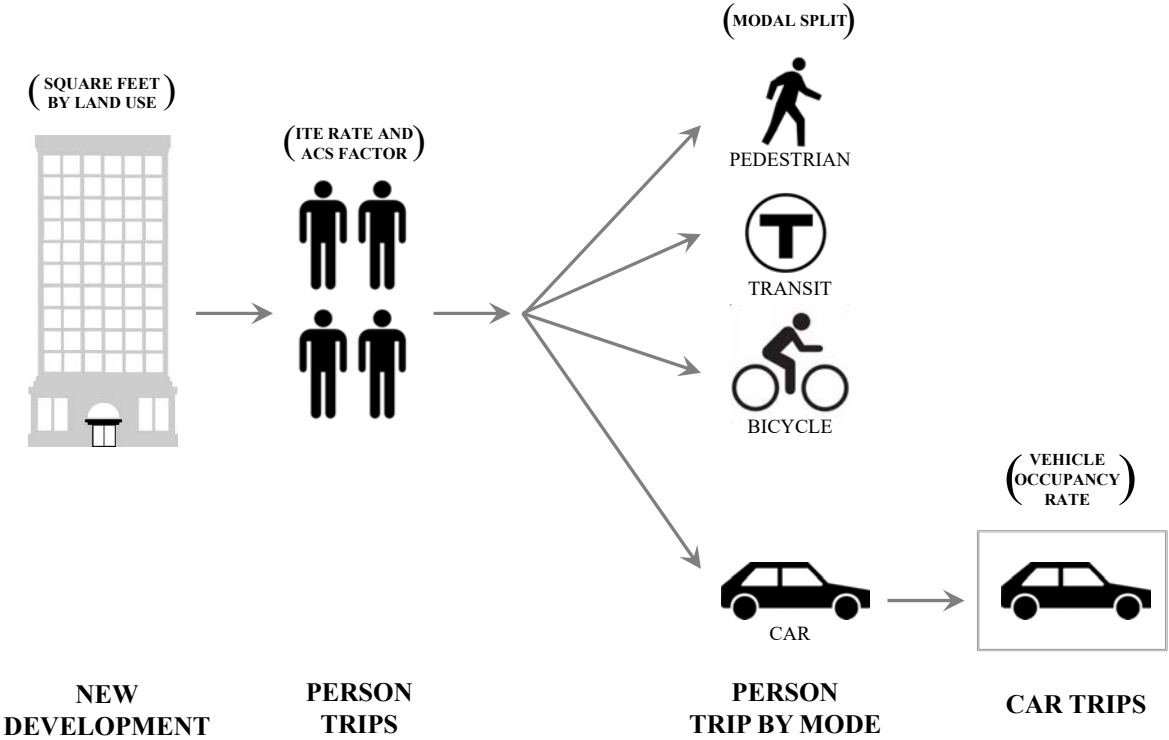 (MODAL SPLIT)
(SQUARE FEET
BY LAND USE)
(ITE RATE AND
ACS FACTOR)
PEDESTRIAN
T
TRANSIT
BICYCLE
(VEHICLE
OCCUPANCY
RATE)
CAR
NEW
DEVELOPMENT
PERSON
TRIPS
PERSON
TRIP BY MODE
CAR TRIPS